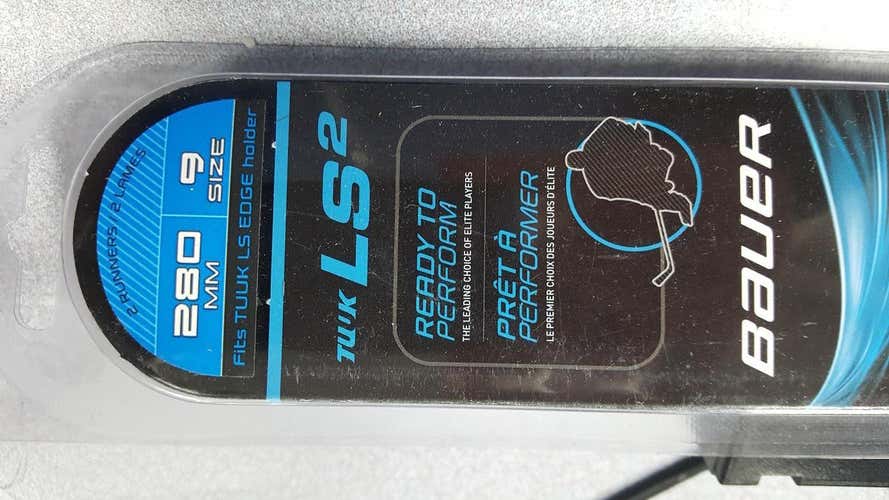 2 RUNNERS / 2 LAMES
280 MM
9 SIZE
Fits TUUK LS EDGE holder
TUUK LS2
READY TO
PERFORM
THE LEADING CHOICE OF ELITE PLAYERS
PRÊT À
PERFORMER
LE PREMIER CHOIX DES JOUEURS D'ÉLITE
BAUER